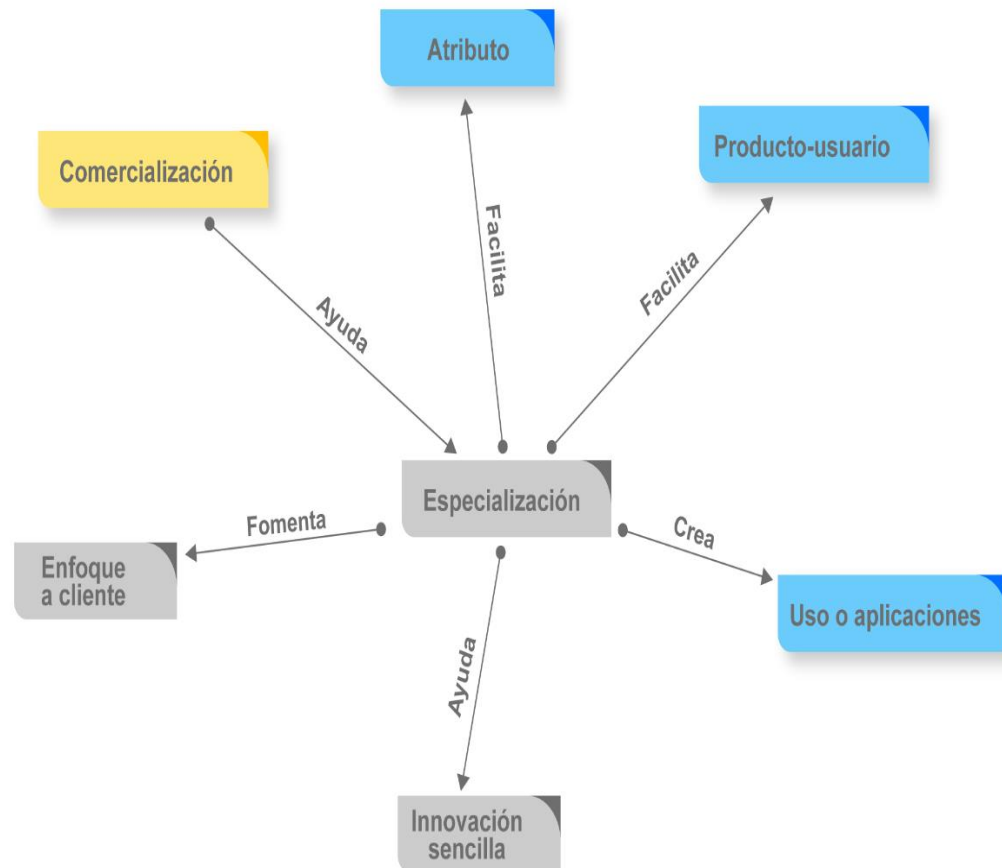 Atributo
Producto-usuario
Comercialización
Facilita
Facilita
Ayuda
Especialización
Fomenta
Crea
Enfoque
a cliente
Uso o aplicaciones
Ayuda
Innovación
sencilla